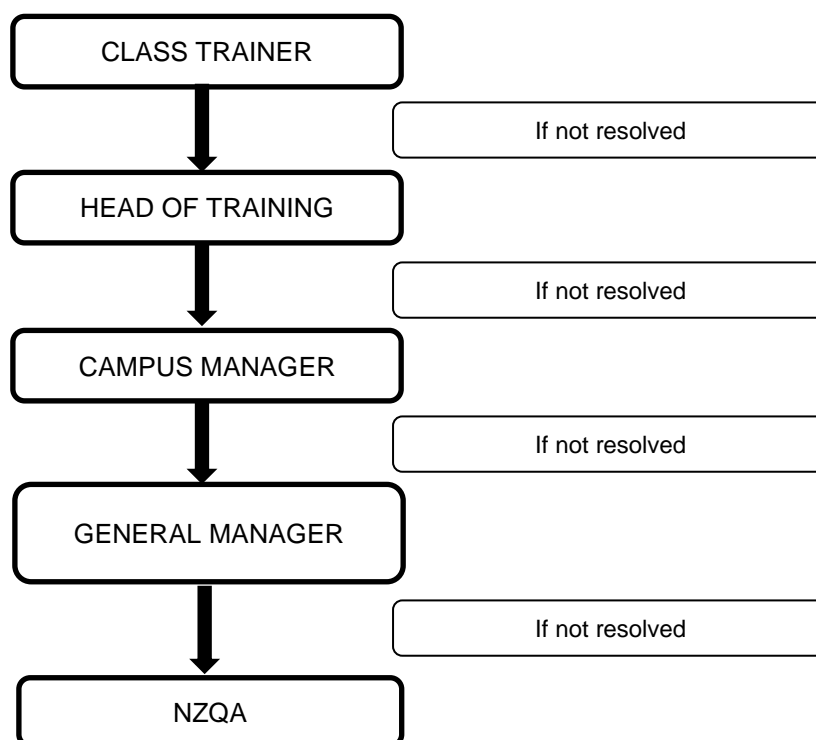 CLASS TRAINER
If not resolved
HEAD OF TRAINING
If not resolved
CAMPUS MANAGER
If not resolved
GENERAL MANAGER
If not resolved
NZQA